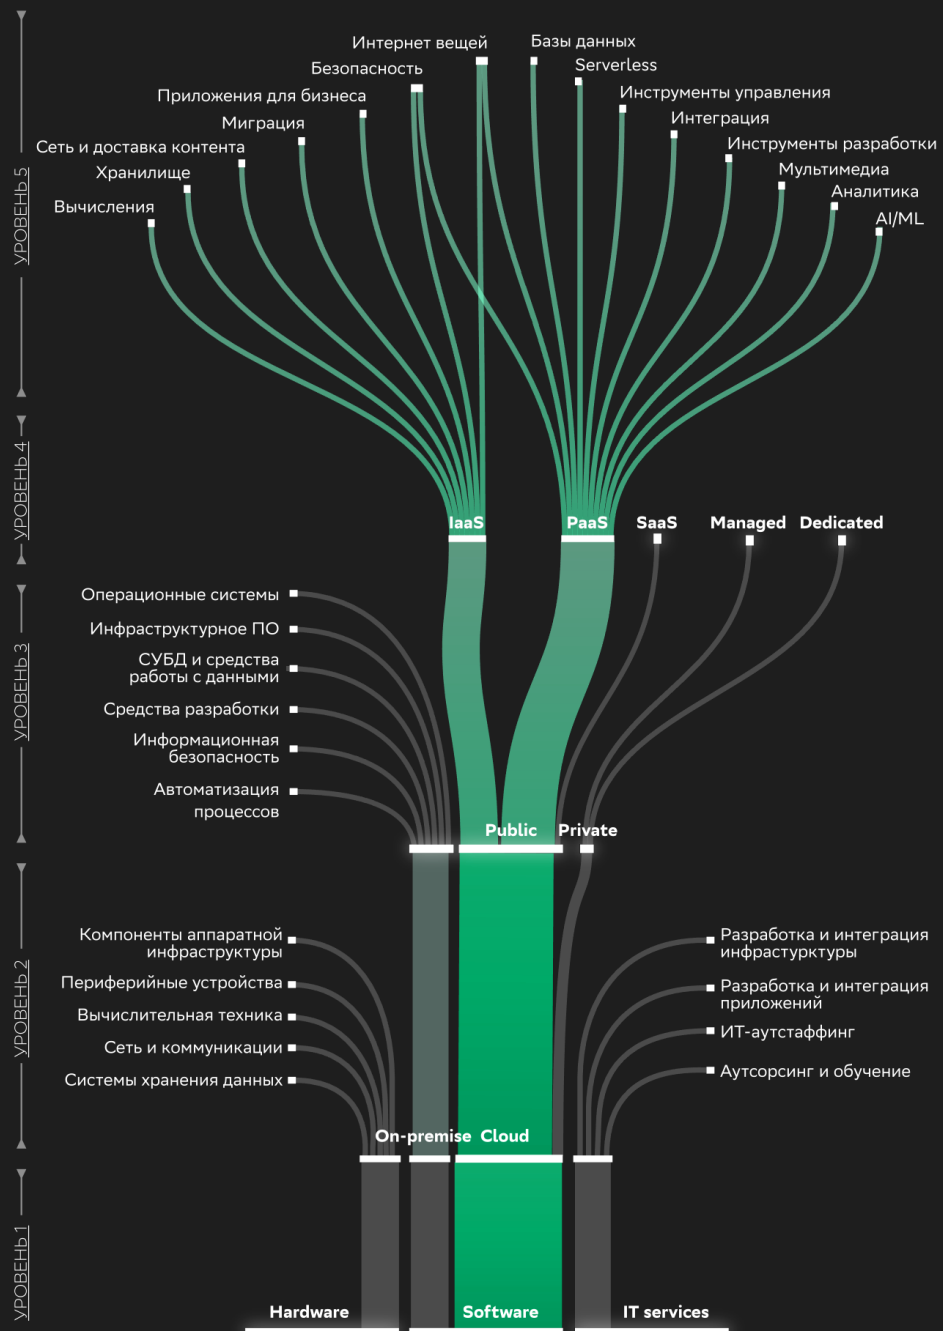 Интернет вещей
Базы данных
Безопасность
Serverless
Приложения для бизнеса
Инструменты управления
Миграция
Интеграция
Сеть и доставка контента
Инструменты разработки
Хранилище
Мультимедиа
Вычисления
Аналитика
AI/ML
УРОВЕНЬ 5
УРОВЕНЬ 4
IaaS
PaaS
SaaS
Managed
Dedicated
Операционные системы
Инфраструктурное ПО
СУБД и средства
работы с данными
Средства разработки
Информационная
безопасность
Автоматизация
процессов
УРОВЕНЬ 3
Public
Private
Компоненты аппаратной
инфраструктуры
Периферийные устройства
Вычислительная техника
Сеть и коммуникации
Системы хранения данных
УРОВЕНЬ 2
Разработка и интеграция
инфрастурктуры
Разработка и интеграция
приложений
ИТ-аутстаффинг
Аутсорсинг и обучение
On-premise
Cloud
УРОВЕНЬ 1
Hardware
Software
IT services